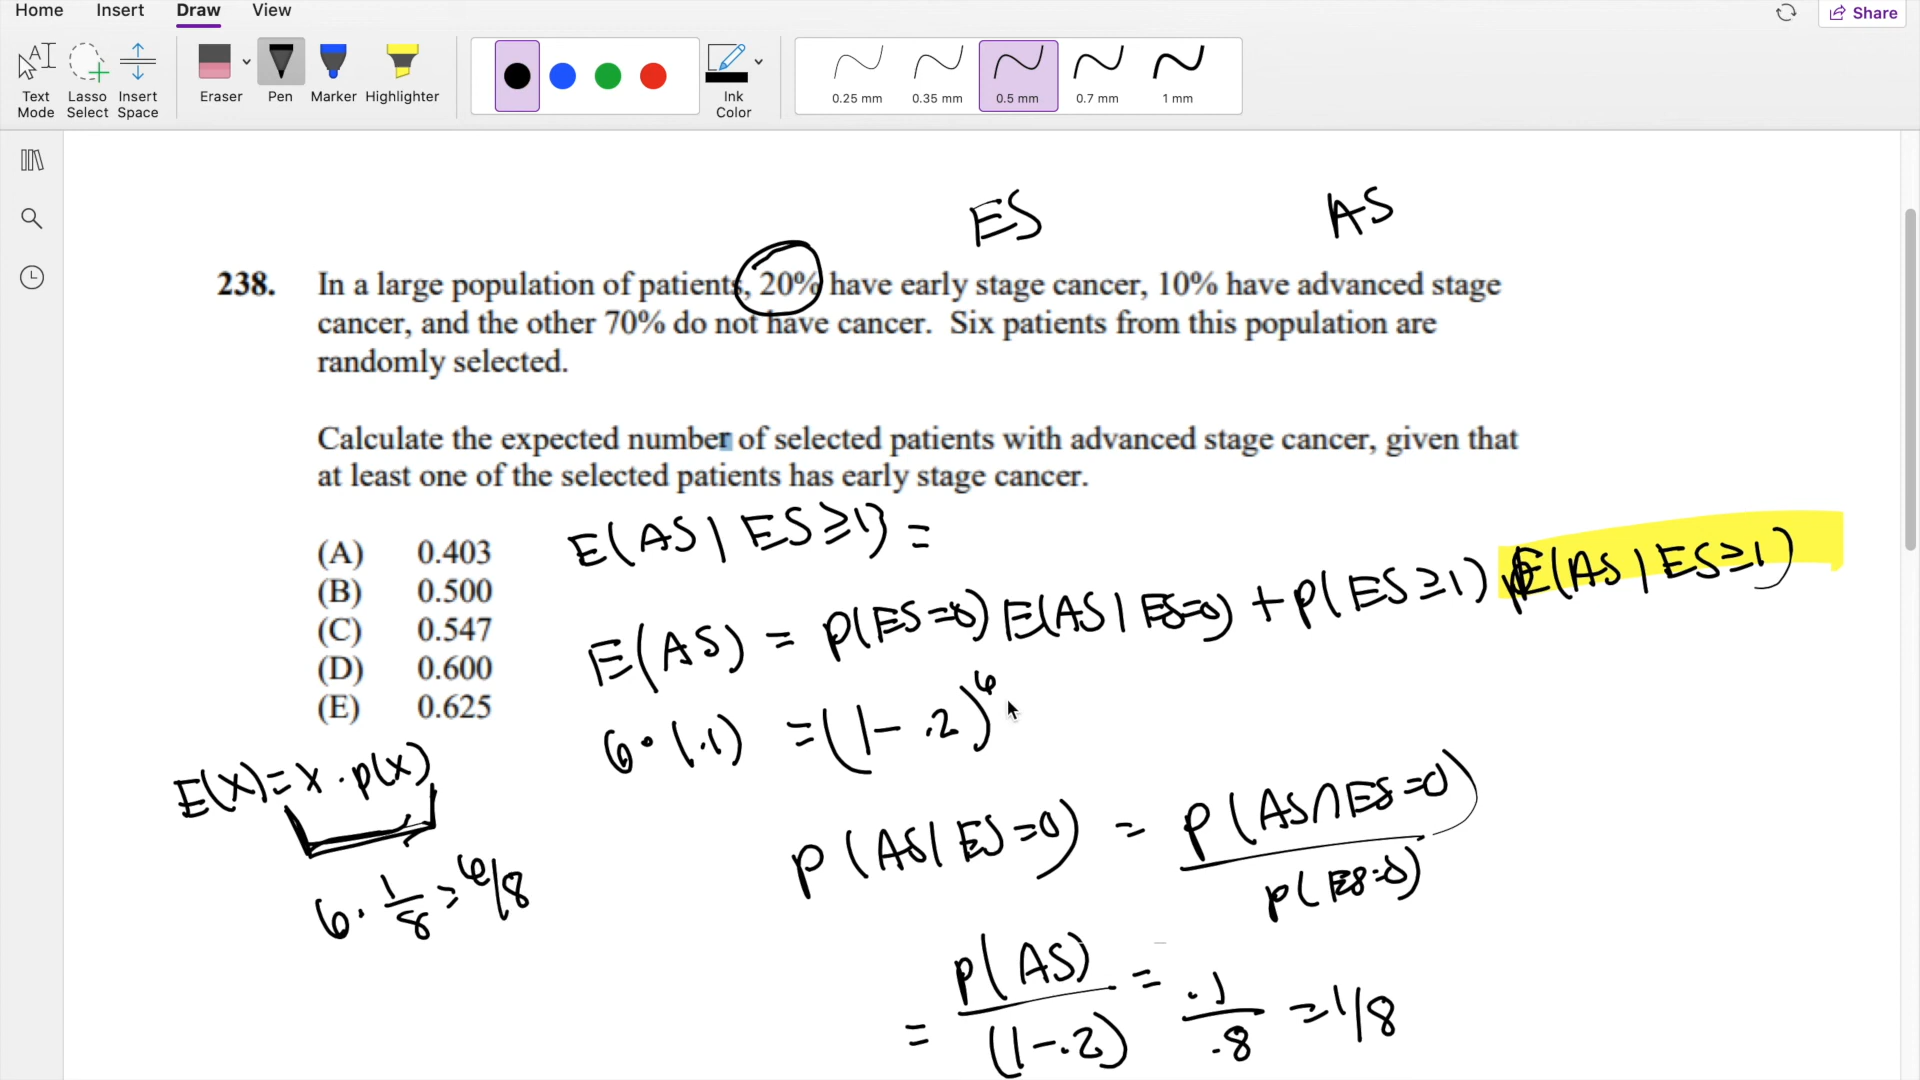 Home Insert Draw View
Share
Text Mode
Lasso Select
Insert Space
Eraser
Pen
Marker
Highlighter
Ink Color
0.25 mm
0.35 mm
0.5 mm
0.7 mm
1 mm
ES AS
238. In a large population of patients, 20% have early stage cancer, 10% have advanced stage
cancer, and the other 70% do not have cancer. Six patients from this population are
randomly selected.
Calculate the expected number of selected patients with advanced stage cancer, given that
at least one of the selected patients has early stage cancer.
(A) 0.403
(B) 0.500
(C) 0.547
(D) 0.600
(E) 0.625
E(AS | ES ≥ 1) =
E(AS) = p(ES=0) E(AS | ES=0) + p(ES ≥ 1) E(AS | ES ≥ 1)
6 · (.1) = (1 - .2)^6
E(X) = X · p(X)
6 · 1/8 = 6/8
p(AS | ES=0) = p(AS ∩ ES=0) / p(ES=0)
= p(AS) / (1-.2) = .1 / .8 = 1/8